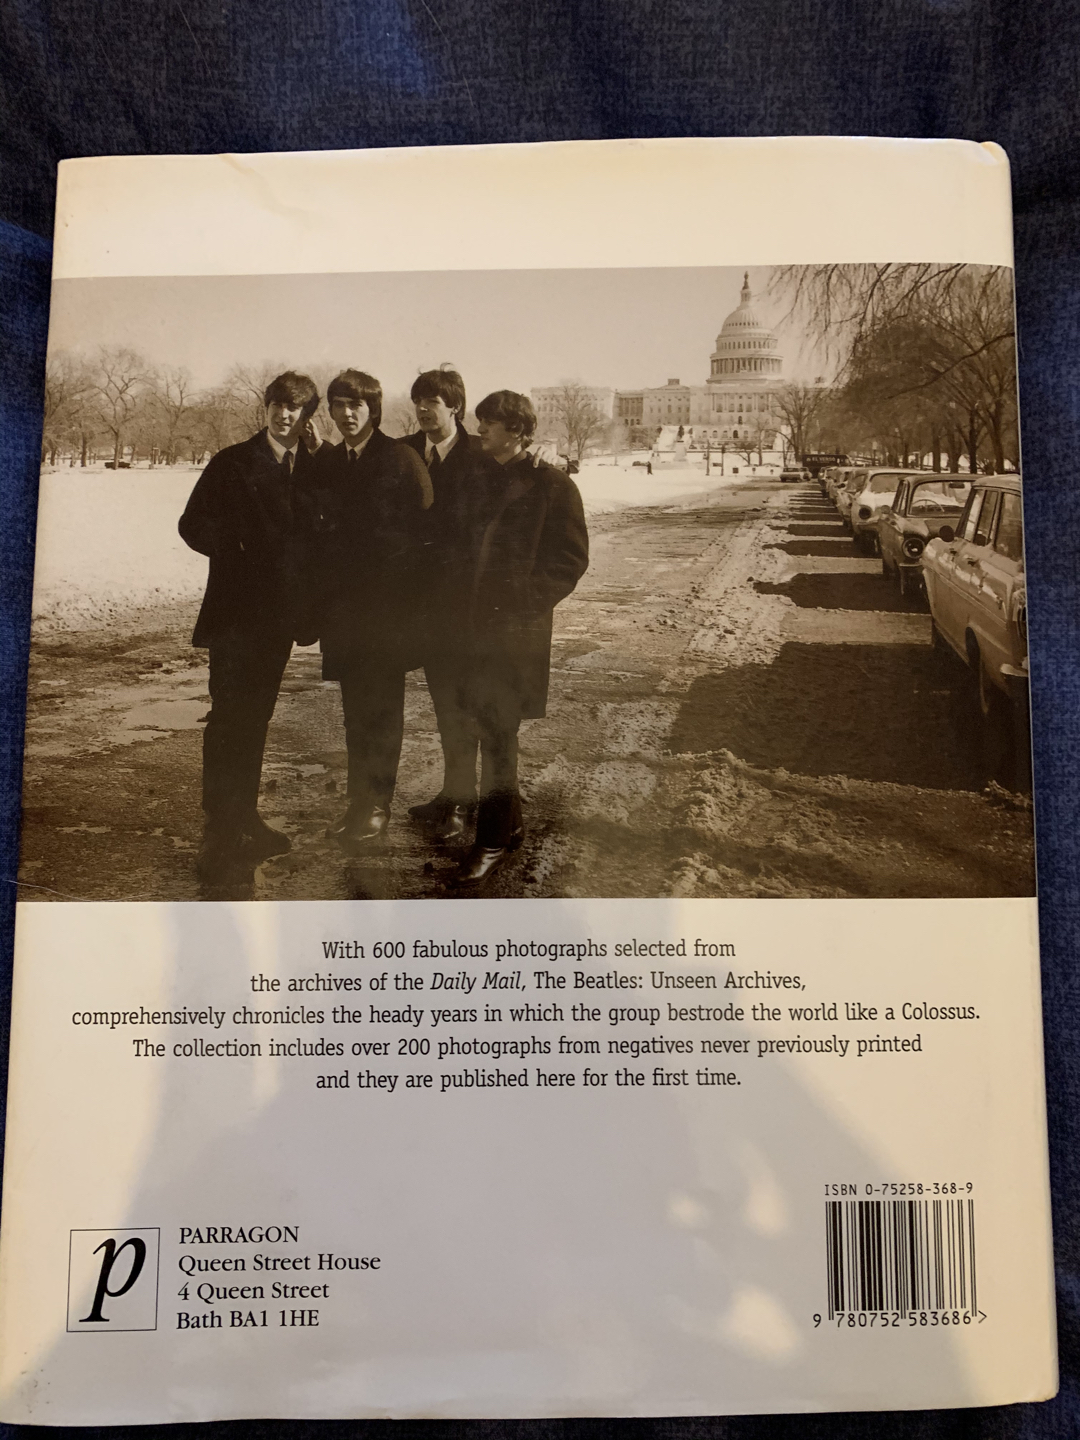 With 600 fabulous photographs selected from
the archives of the Daily Mail, The Beatles: Unseen Archives,
comprehensively chronicles the heady years in which the group bestrode the world like a Colossus.
The collection includes over 200 photographs from negatives never previously printed
and they are published here for the first time.
p
PARRAGON
Queen Street House
4 Queen Street
Bath BA1 1HE
ISBN 0-75258-368-9
9 780752 583686 >